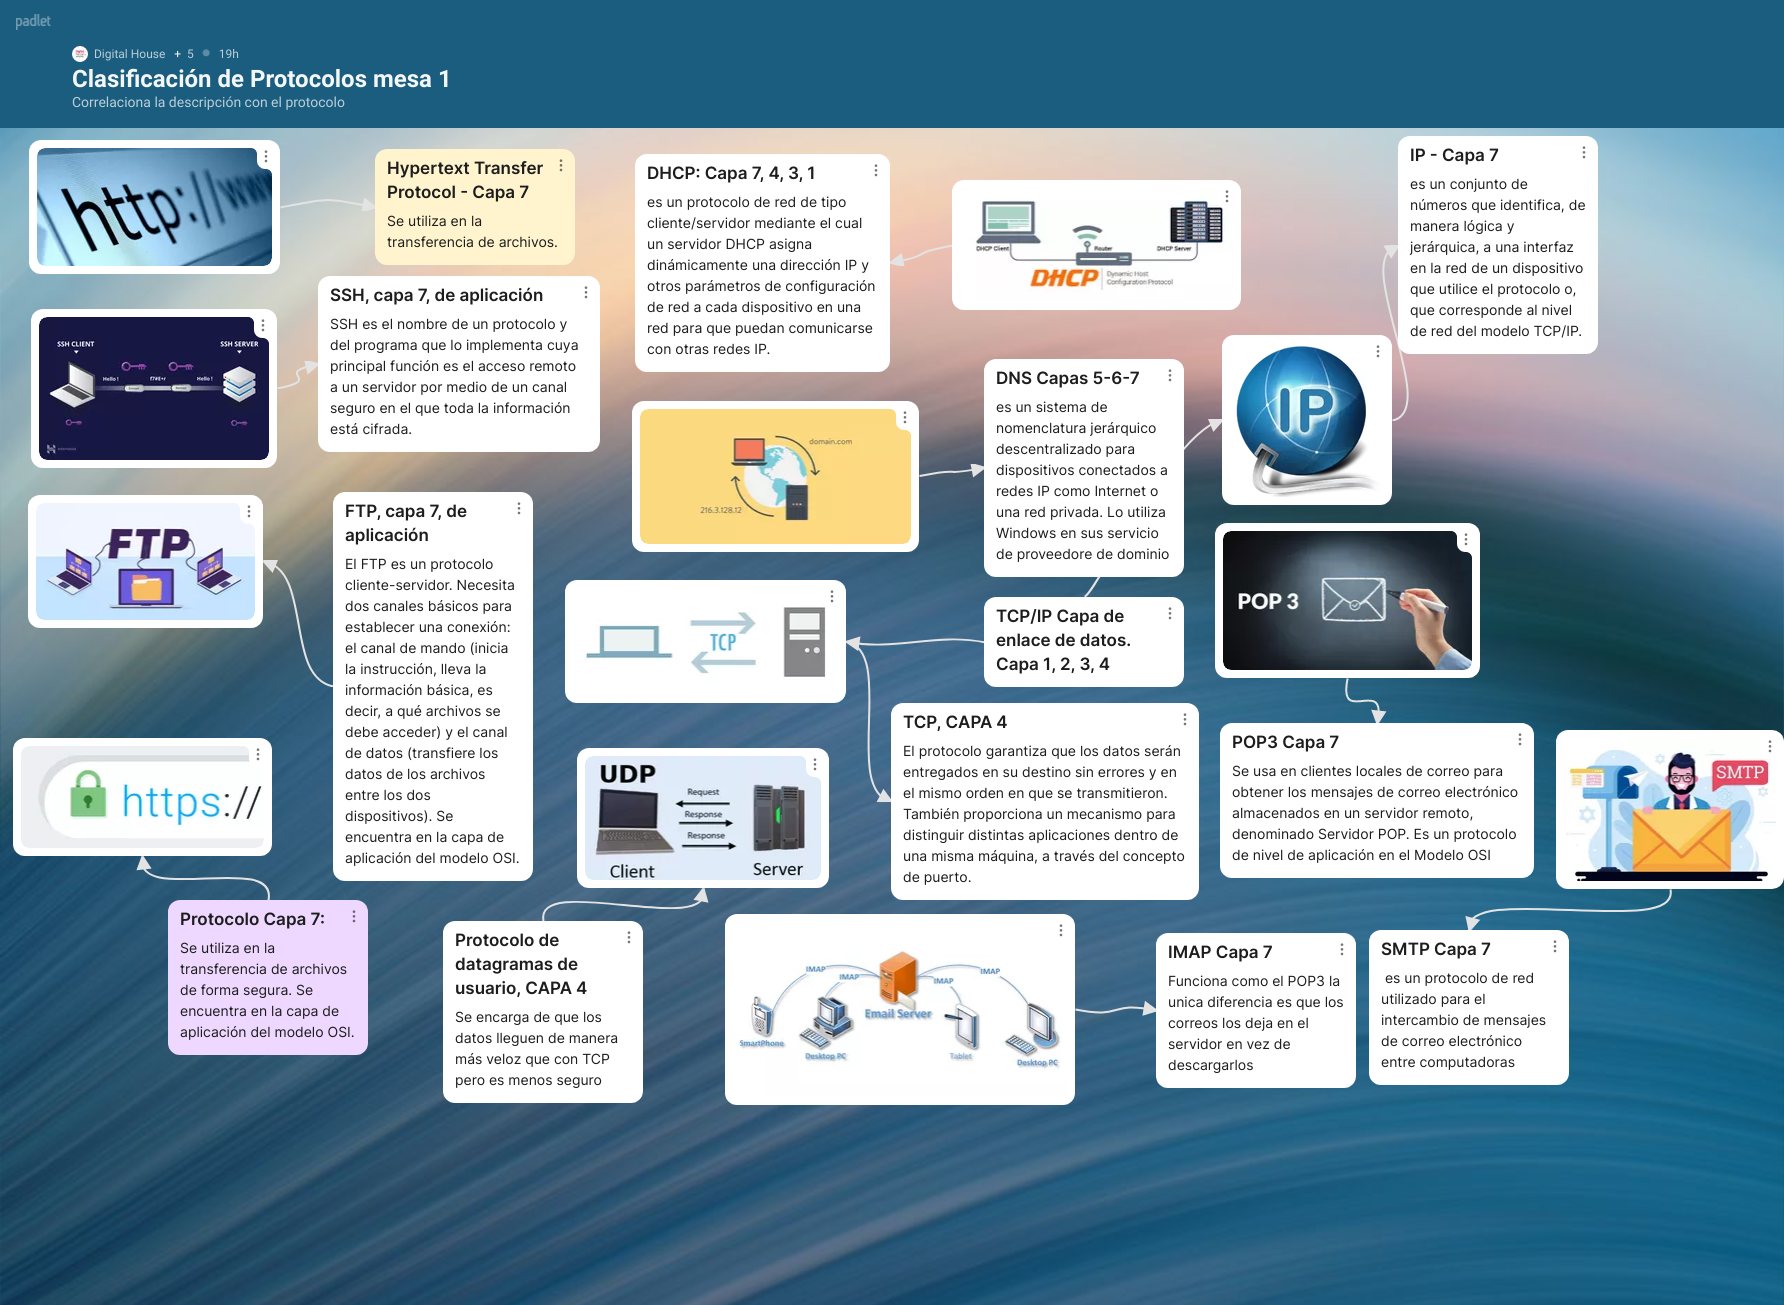 padlet
Digital House + 5 19h
Clasificación de Protocolos mesa 1
Correlaciona la descripción con el protocolo
http://www
Hypertext Transfer
Protocol - Capa 7
Se utiliza en la
transferencia de archivos.
SSH CLIENT
SSH SERVER
Hello !
Hello !
SSH, capa 7, de aplicación
SSH es el nombre de un protocolo y
del programa que lo implementa cuya
principal función es el acceso remoto
a un servidor por medio de un canal
seguro en el que toda la información
está cifrada.
FTP
FTP, capa 7, de
aplicación
El FTP es un protocolo
cliente-servidor. Necesita
dos canales básicos para
establecer una conexión:
el canal de mando (inicia
la instrucción, lleva la
información básica, es
decir, a qué archivos se
debe acceder) y el canal
de datos (transfiere los
datos de los archivos
entre los dos
dispositivos). Se
encuentra en la capa de
aplicación del modelo OSI.
https://
Protocolo Capa 7:
Se utiliza en la
transferencia de archivos
de forma segura. Se
encuentra en la capa de
aplicación del modelo OSI.
DHCP: Capa 7, 4, 3, 1
es un protocolo de red de tipo
cliente/servidor mediante el cual
un servidor DHCP asigna
dinámicamente una dirección IP y
otros parámetros de configuración
de red a cada dispositivo en una
red para que puedan comunicarse
con otras redes IP.
DHCP Client
Router
DHCP Server
DHCP
Dynamic Host
Configuration Protocol
domain.com
216.3.128.12
DNS Capas 5-6-7
es un sistema de
nomenclatura jerárquico
descentralizado para
dispositivos conectados a
redes IP como Internet o
una red privada. Lo utiliza
Windows en sus servicio
de proveedore de dominio
IP
IP - Capa 7
es un conjunto de
números que identifica, de
manera lógica y
jerárquica, a una interfaz
en la red de un dispositivo
que utilice el protocolo o,
que corresponde al nivel
de red del modelo TCP/IP.
TCP
TCP/IP Capa de
enlace de datos.
Capa 1, 2, 3, 4
TCP, CAPA 4
El protocolo garantiza que los datos serán
entregados en su destino sin errores y en
el mismo orden en que se transmitieron.
También proporciona un mecanismo para
distinguir distintas aplicaciones dentro de
una misma máquina, a través del concepto
de puerto.
UDP
Request
Response
Response
Client
Server
Protocolo de
datagramas de
usuario, CAPA 4
Se encarga de que los
datos lleguen de manera
más veloz que con TCP
pero es menos seguro
POP 3
POP3 Capa 7
Se usa en clientes locales de correo para
obtener los mensajes de correo electrónico
almacenados en un servidor remoto,
denominado Servidor POP. Es un protocolo
de nivel de aplicación en el Modelo OSI
SMTP
SMTP Capa 7
es un protocolo de red
utilizado para el
intercambio de mensajes
de correo electrónico
entre computadoras
IMAP
IMAP
IMAP
IMAP
Email Server
SmartPhone
Desktop PC
Tablet
Desktop PC
IMAP Capa 7
Funciona como el POP3 la
unica diferencia es que los
correos los deja en el
servidor en vez de
descargarlos